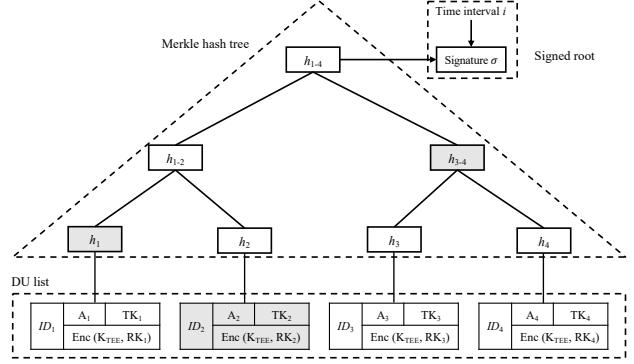 Time interval i
Merkle hash tree
h1-4
Signature σ
Signed root
h1-2
h3-4
h1
h2
h3
h4
DU list
ID1
A1
TK1
Enc (KTEE, RK1)
ID2
A2
TK2
Enc (KTEE, RK2)
ID3
A3
TK3
Enc (KTEE, RK3)
ID4
A4
TK4
Enc (KTEE, RK4)